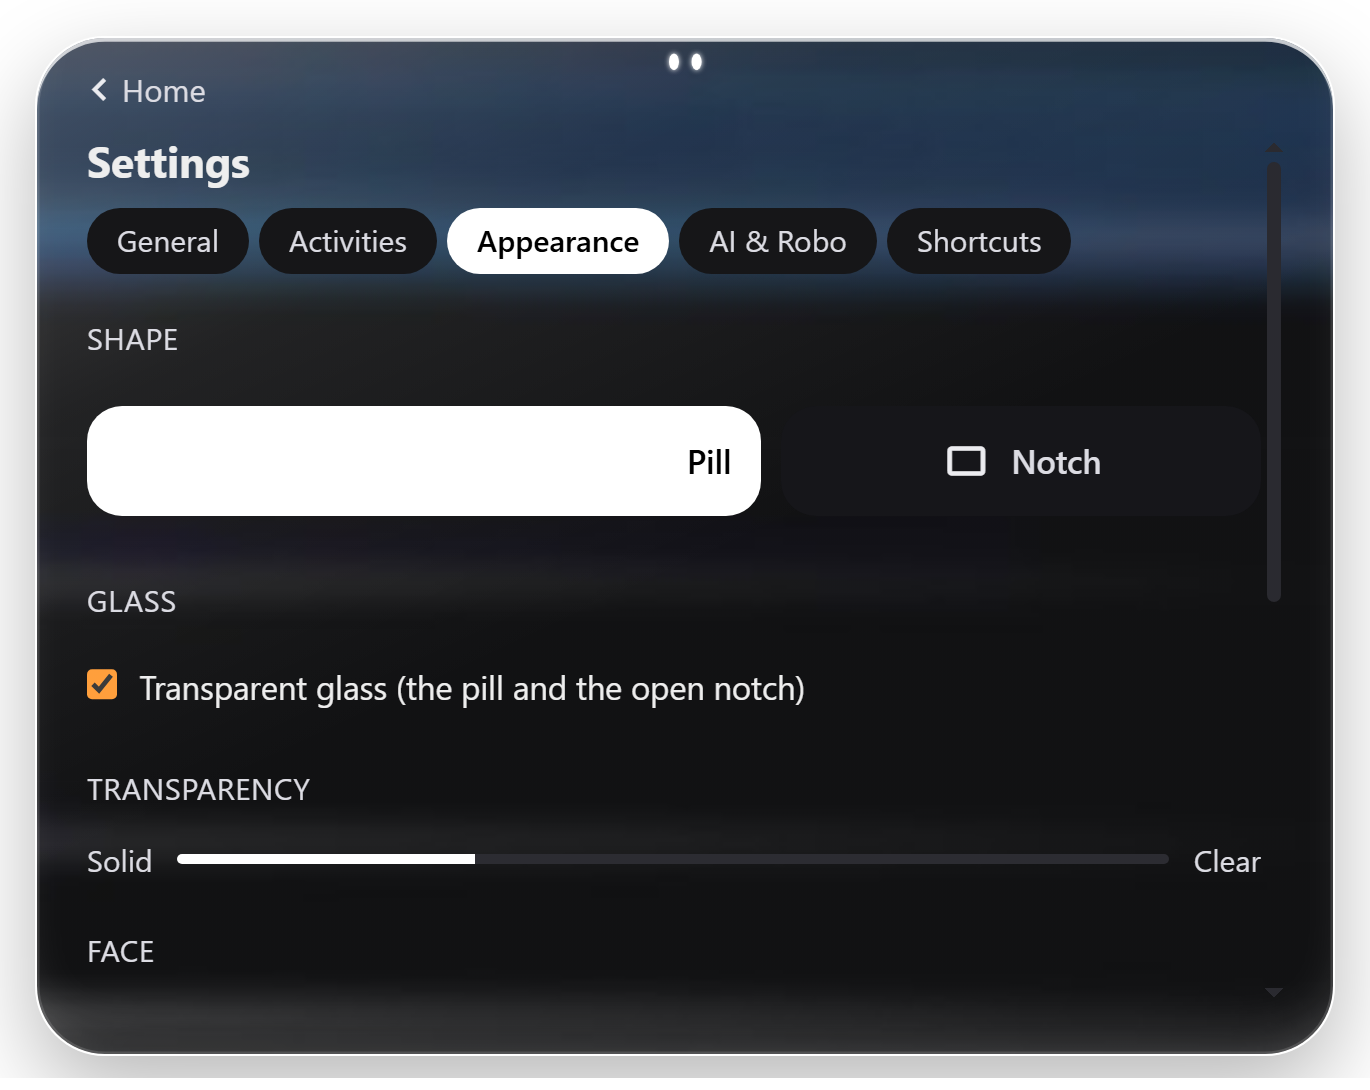 Home
Settings
General Activities Appearance AI & Robo Shortcuts
SHAPE
Pill Notch
GLASS
Transparent glass (the pill and the open notch)
TRANSPARENCY
Solid Clear
FACE